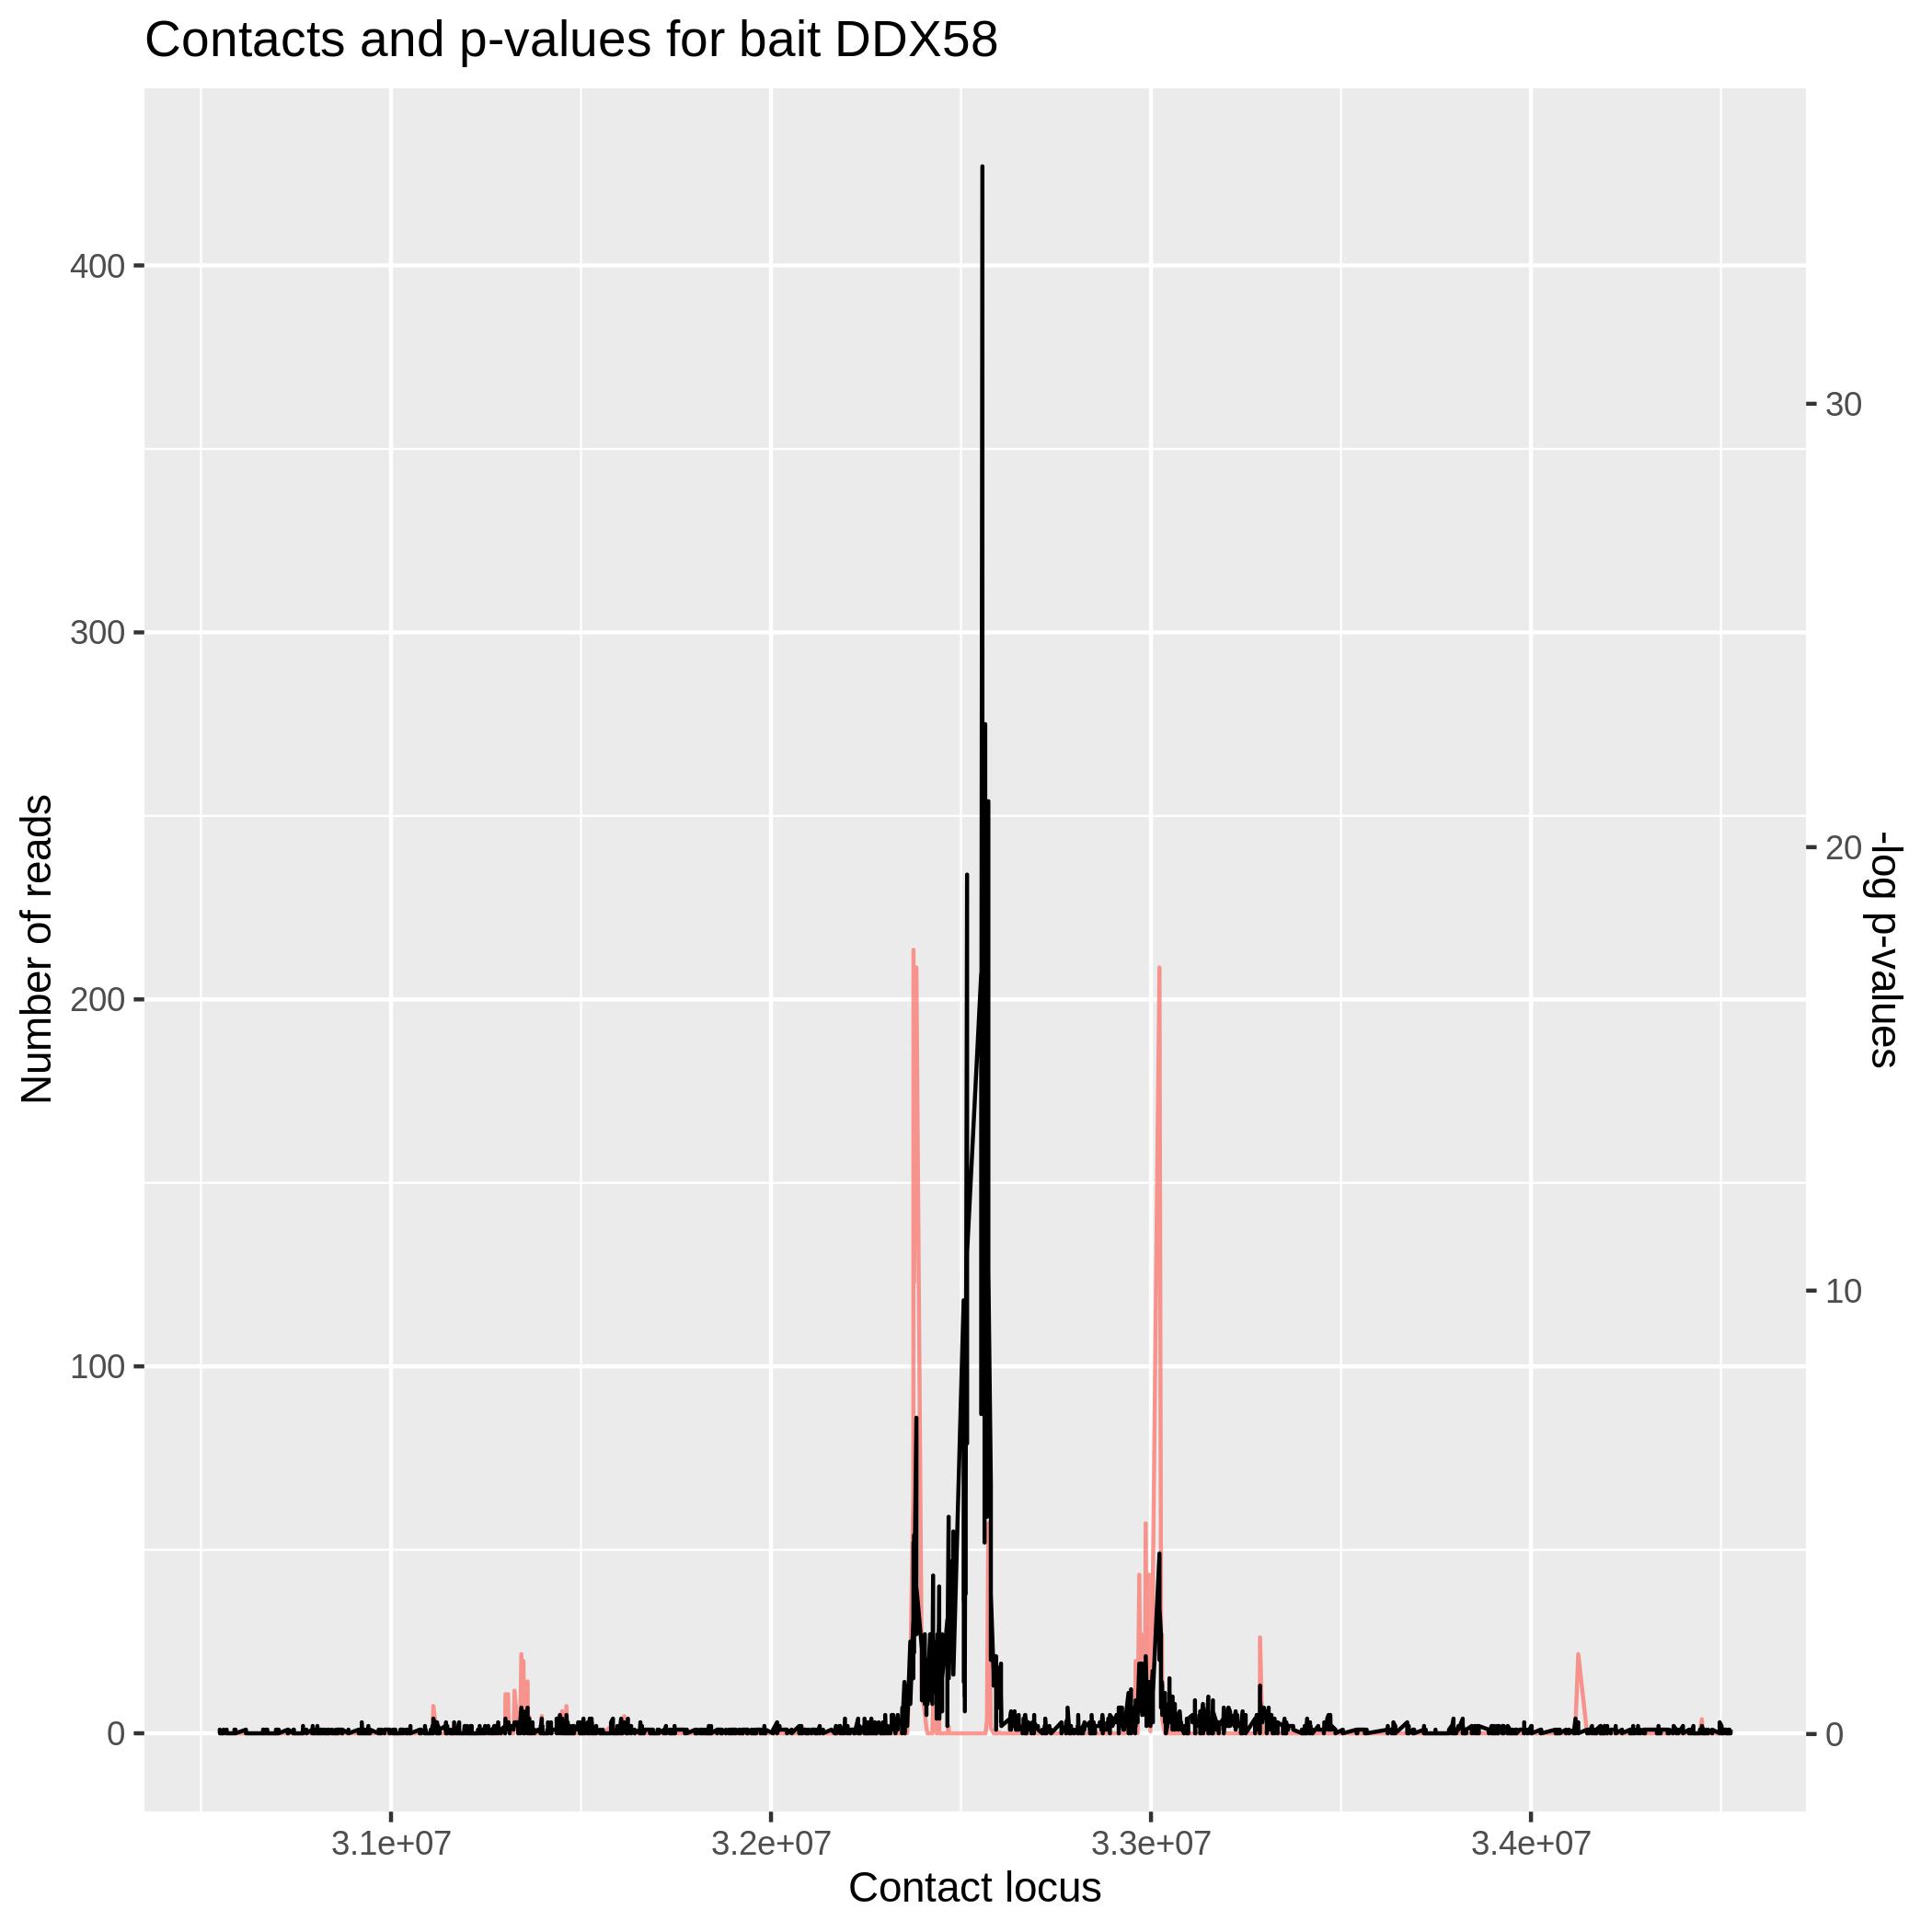 Contacts and p-values for bait DDX58
400
300
200
100
0
Number of reads
30
20
10
0
-log p-values
3.1e+07
3.2e+07
3.3e+07
3.4e+07
Contact locus